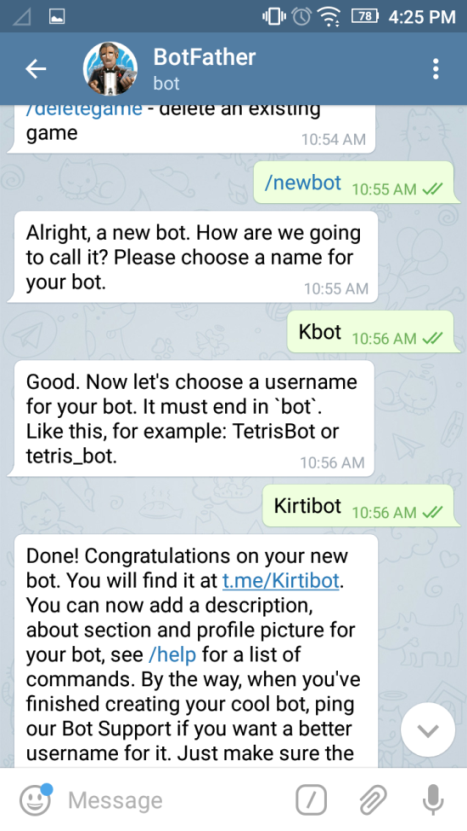 78 4:25 PM
BotFather
bot
/deletegame - delete an existing
game
10:54 AM
/newbot 10:55 AM
Alright, a new bot. How are we going
to call it? Please choose a name for
your bot.
10:55 AM
Kbot 10:56 AM
Good. Now let's choose a username
for your bot. It must end in `bot`.
Like this, for example: TetrisBot or
tetris_bot.
10:56 AM
Kirtibot 10:56 AM
Done! Congratulations on your new
bot. You will find it at t.me/Kirtibot.
You can now add a description,
about section and profile picture for
your bot, see /help for a list of
commands. By the way, when you've
finished creating your cool bot, ping
our Bot Support if you want a better
username for it. Just make sure the
Message